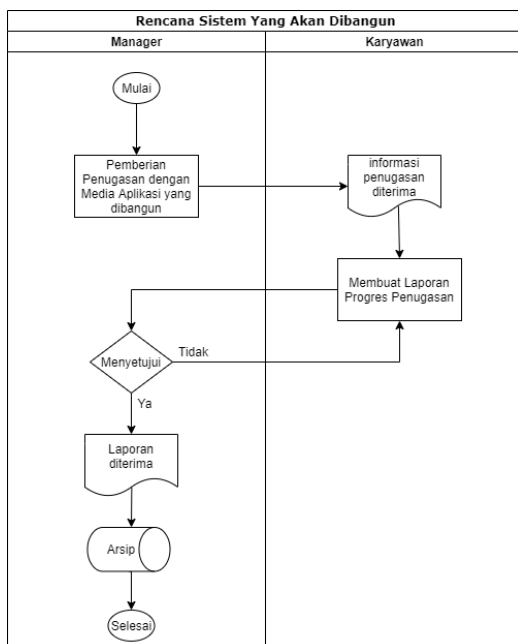 Rencana Sistem Yang Akan Dibangun
Manager
Karyawan
Mulai
Pemberian
Penugasan dengan
Media Aplikasi yang
dibangun
informasi
penugasan
diterima
Membuat Laporan
Progres Penugasan
Menyetujui
Tidak
Ya
Laporan
diterima
Arsip
Selesai